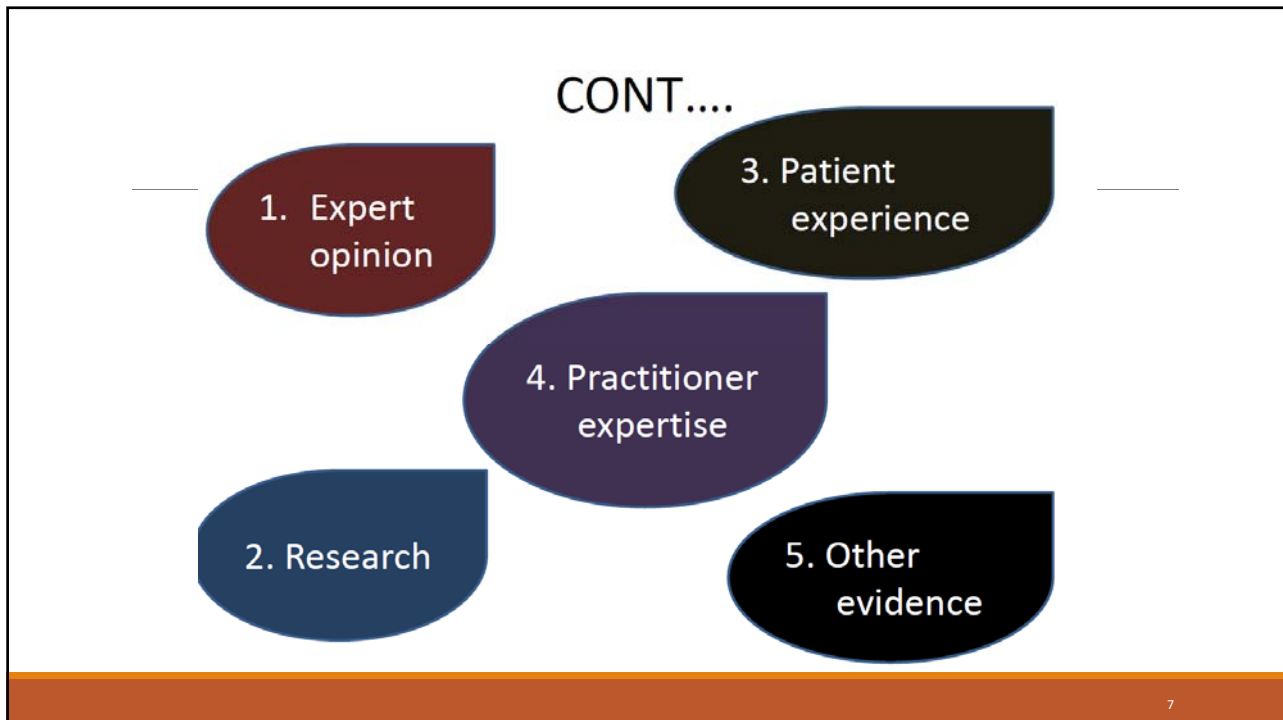 CONT....
1. Expert
opinion
2. Research
3. Patient
experience
4. Practitioner
expertise
5. Other
evidence
7